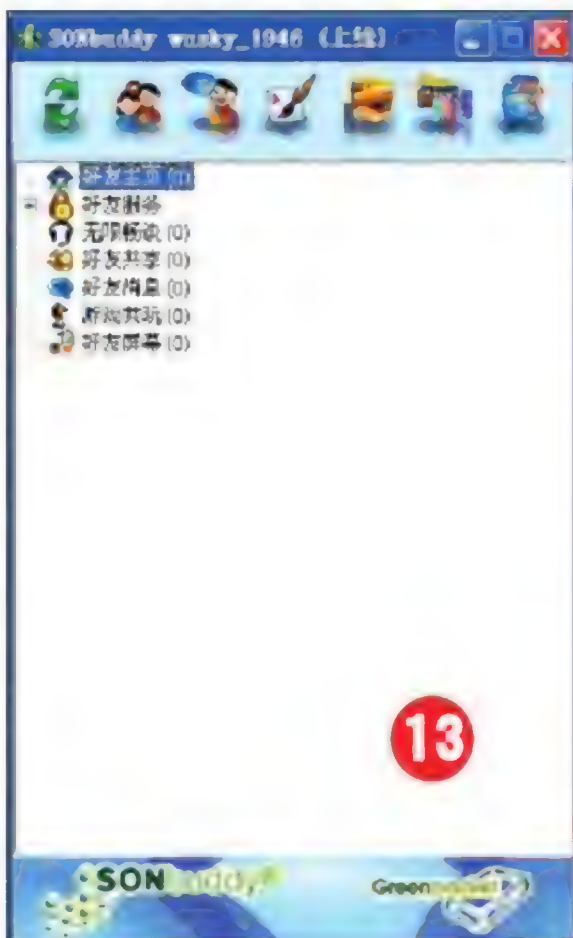 SONbuddy wusky_1946 (上线)
好友主页 (0)
好友服务
无限畅谈 (0)
好友共享 (0)
好友消息 (0)
游戏共玩 (0)
好友屏幕 (0)
13
SONbuddy
Green